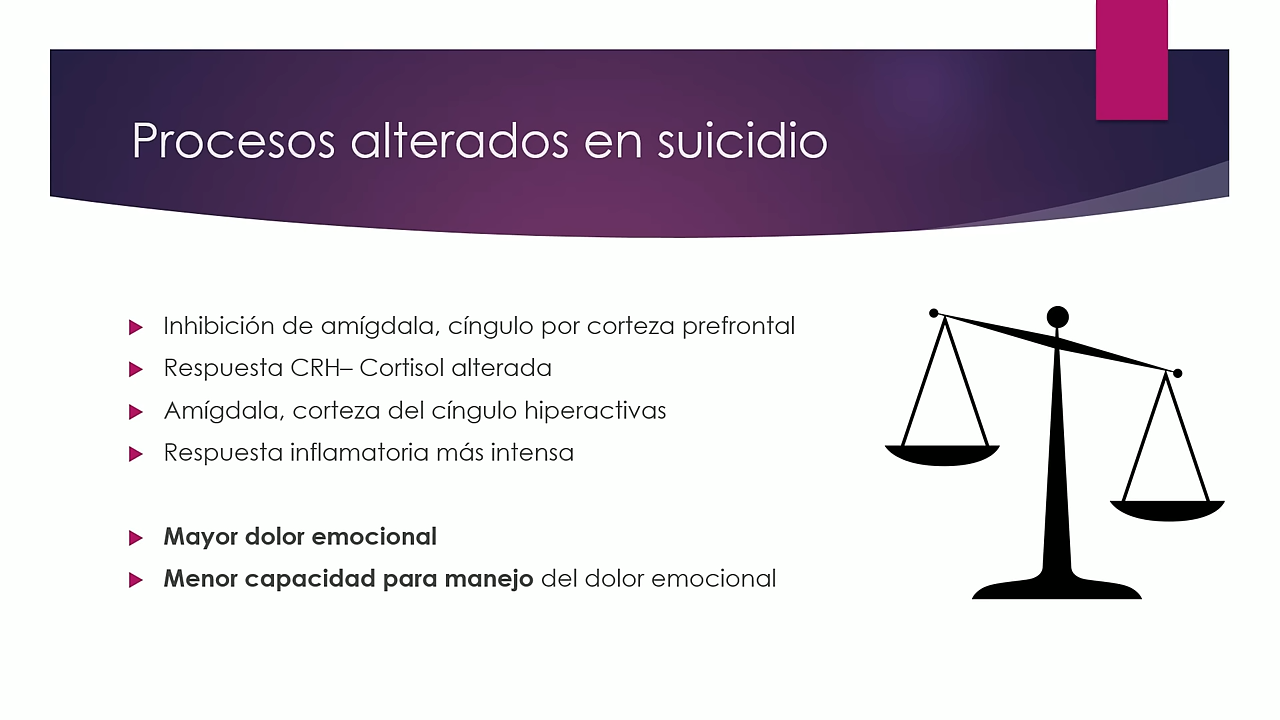 Procesos alterados en suicidio
Inhibición de amígdala, cíngulo por corteza prefrontal
Respuesta CRH– Cortisol alterada
Amígdala, corteza del cíngulo hiperactivas
Respuesta inflamatoria más intensa
Mayor dolor emocional
Menor capacidad para manejo del dolor emocional